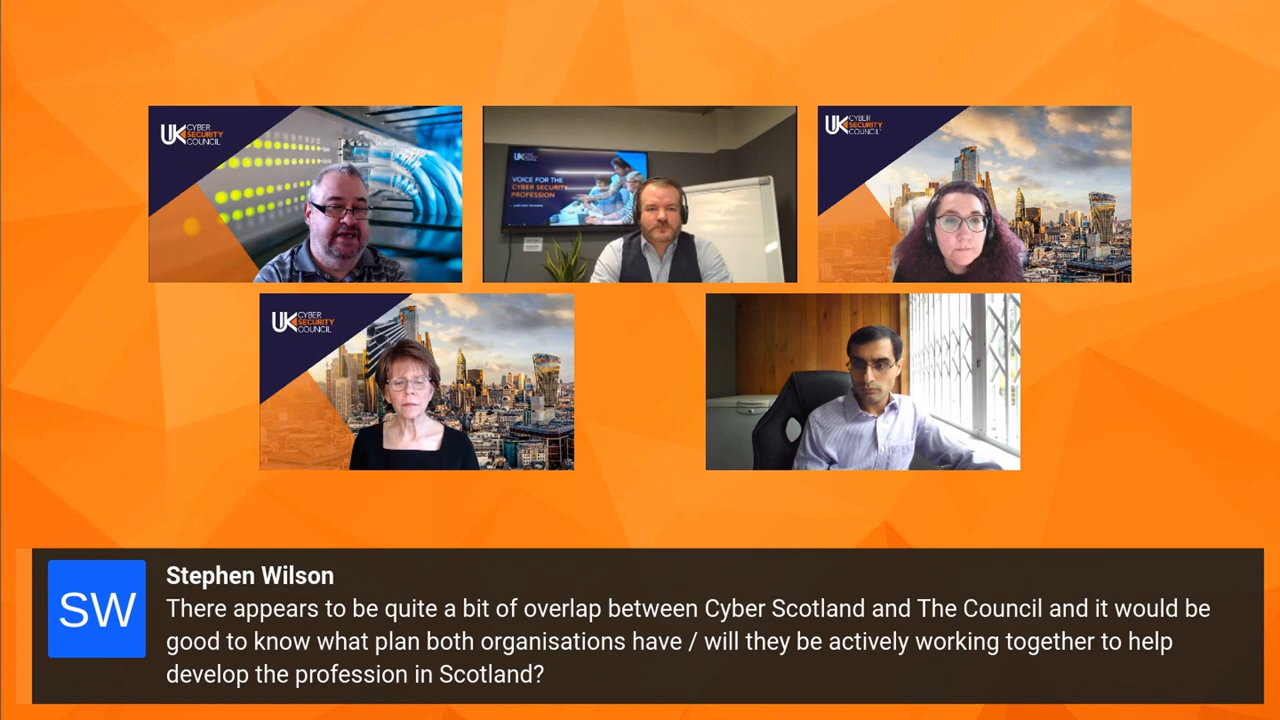 UK CYBER
SECURITY
COUNCIL
UK
VOICE FOR THE
CYBER SECURITY
PROFESSION
UK CYBER
SECURITY
COUNCIL
UK CYBER
SECURITY
COUNCIL
SW
Stephen Wilson
There appears to be quite a bit of overlap between Cyber Scotland and The Council and it would be
good to know what plan both organisations have / will they be actively working together to help
develop the profession in Scotland?